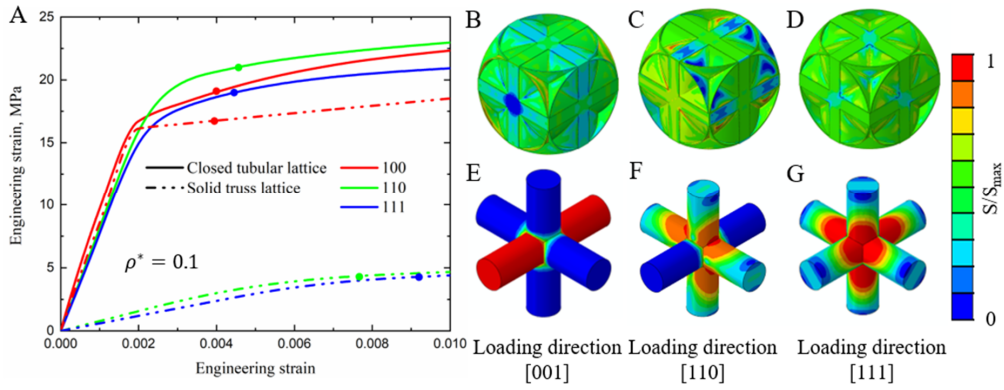 A
25
20
15
10
5
0
Engineering strain, MPa
Closed tubular lattice
Solid truss lattice
100
110
111
ρ* = 0.1
0.000 0.002 0.004 0.006 0.008 0.010
Engineering strain
B C D
E F G
Loading direction
[001]
Loading direction
[110]
Loading direction
[111]
1
S/Smax
0